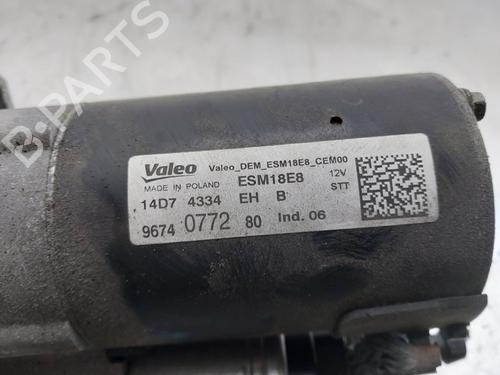 Valeo Valeo_DEM_ESM18E8_CEM00
MADE IN POLAND ESM18E8 12V
STT
14D7 4334 EH B
9674 0772 80 Ind. 06
B PARTS